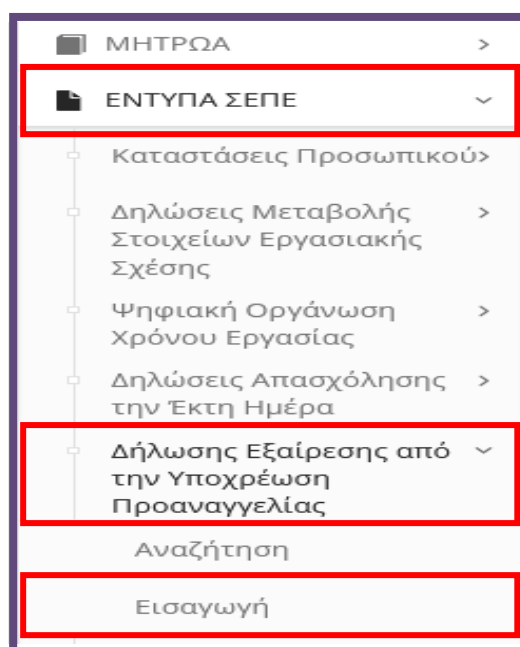 ΜΗΤΡΩΑ
ΕΝΤΥΠΑ ΣΕΠΕ
Καταστάσεις Προσωπικού
Δηλώσεις Μεταβολής
Στοιχείων Εργασιακής
Σχέσης
Ψηφιακή Οργάνωση
Χρόνου Εργασίας
Δηλώσεις Απασχόλησης
την Έκτη Ημέρα
Δήλωσης Εξαίρεσης από
την Υποχρέωση
Προαναγγελίας
Αναζήτηση
Εισαγωγή